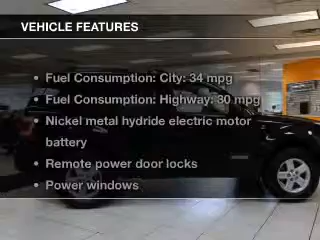 VEHICLE FEATURES
• Fuel Consumption: City: 34 mpg
• Fuel Consumption: Highway: 30 mpg
• Nickel metal hydride electric motor
battery
• Remote power door locks
• Power windows